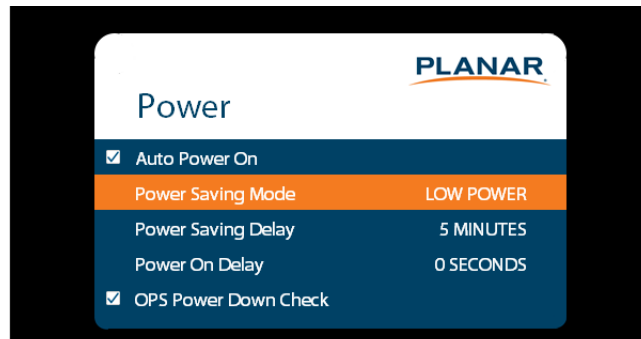 PLANAR
Power
Auto Power On
Power Saving Mode LOW POWER
Power Saving Delay 5 MINUTES
Power On Delay 0 SECONDS
OPS Power Down Check